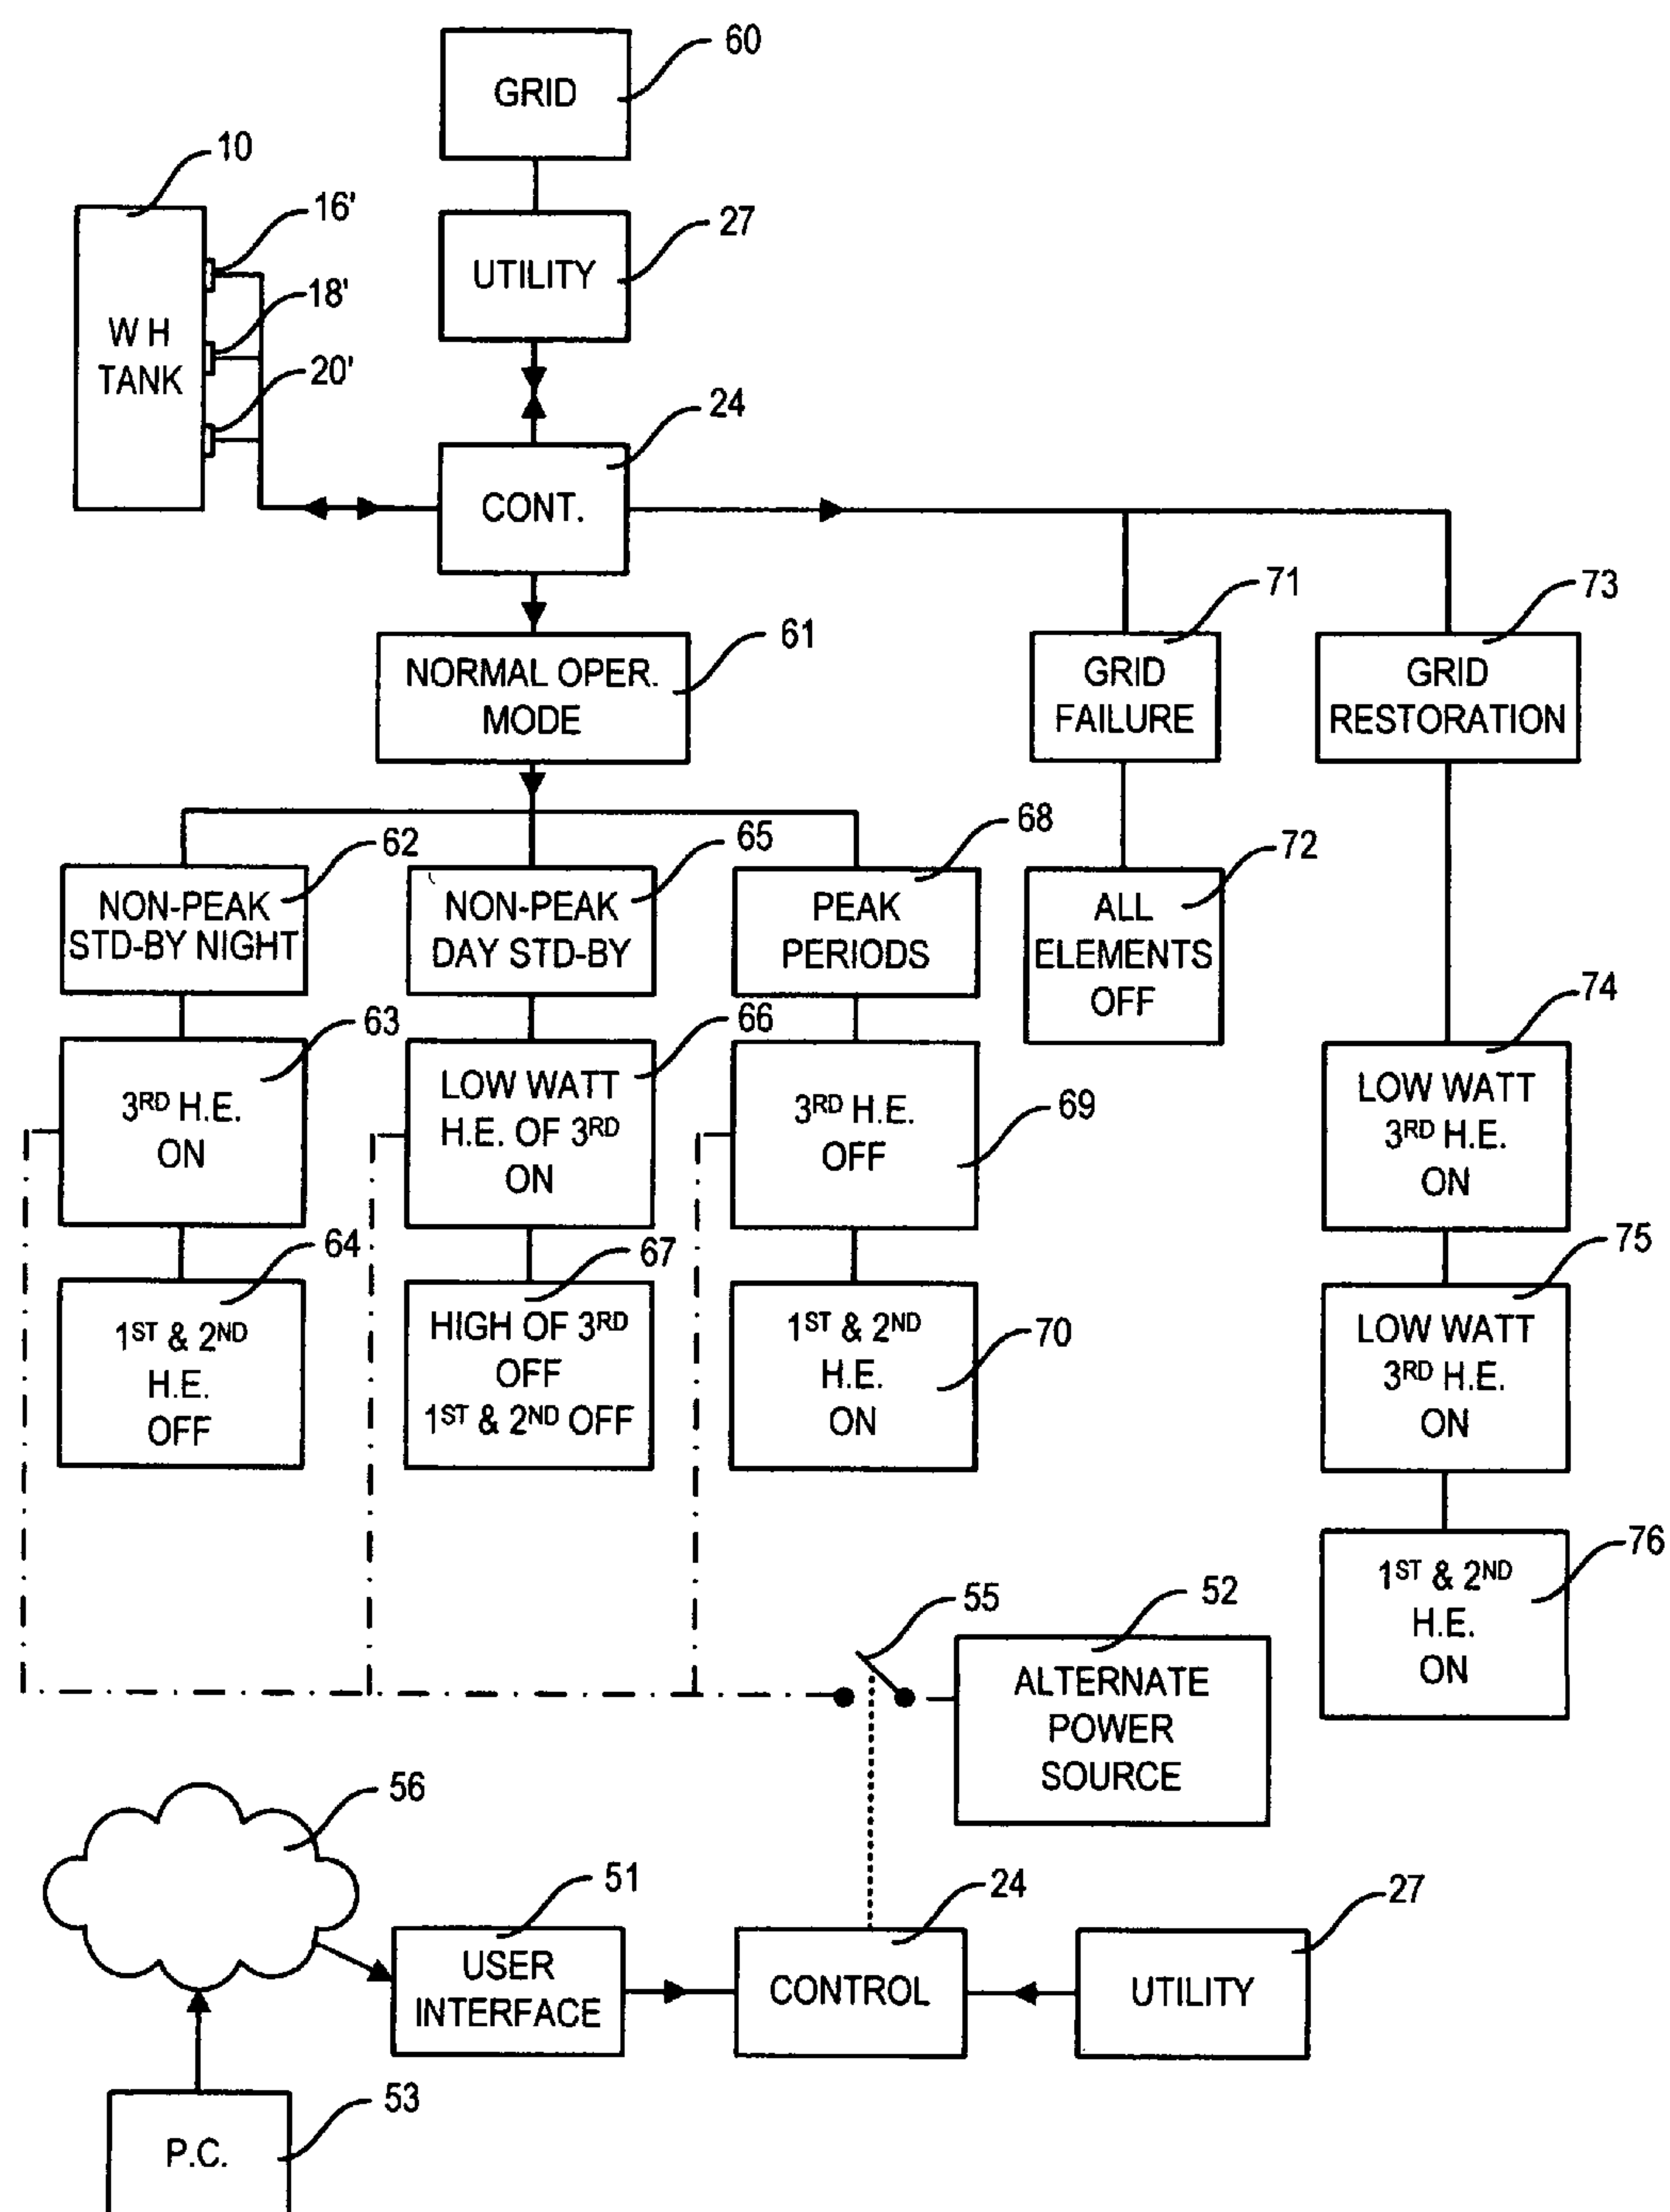 60
GRID
10
16'
27
UTILITY
18'
W H
TANK
20'
24
CONT.
71
73
61
NORMAL OPER.
MODE
GRID
FAILURE
GRID
RESTORATION
62
65
68
72
NON-PEAK
STD-BY NIGHT
NON-PEAK
DAY STD-BY
PEAK
PERIODS
ALL
ELEMENTS
OFF
74
63
66
69
3RD H.E.
ON
LOW WATT
H.E. OF 3RD
ON
3RD H.E.
OFF
LOW WATT
3RD H.E.
ON
75
64
67
70
1ST & 2ND
H.E.
OFF
HIGH OF 3RD
OFF
1ST & 2ND OFF
1ST & 2ND
H.E.
ON
LOW WATT
3RD H.E.
ON
76
1ST & 2ND
H.E.
ON
55
52
ALTERNATE
POWER
SOURCE
56
51
24
27
USER
INTERFACE
CONTROL
UTILITY
53
P.C.